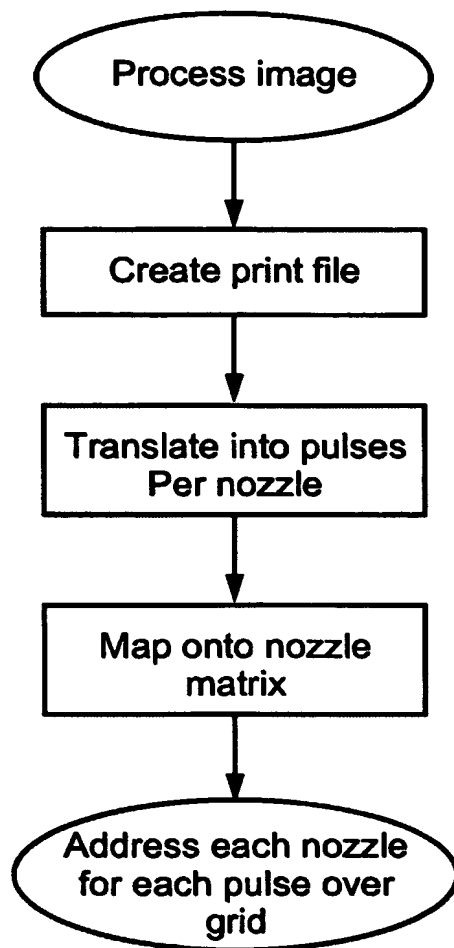 Process image
Create print file
Translate into pulses
Per nozzle
Map onto nozzle
matrix
Address each nozzle
for each pulse over
grid